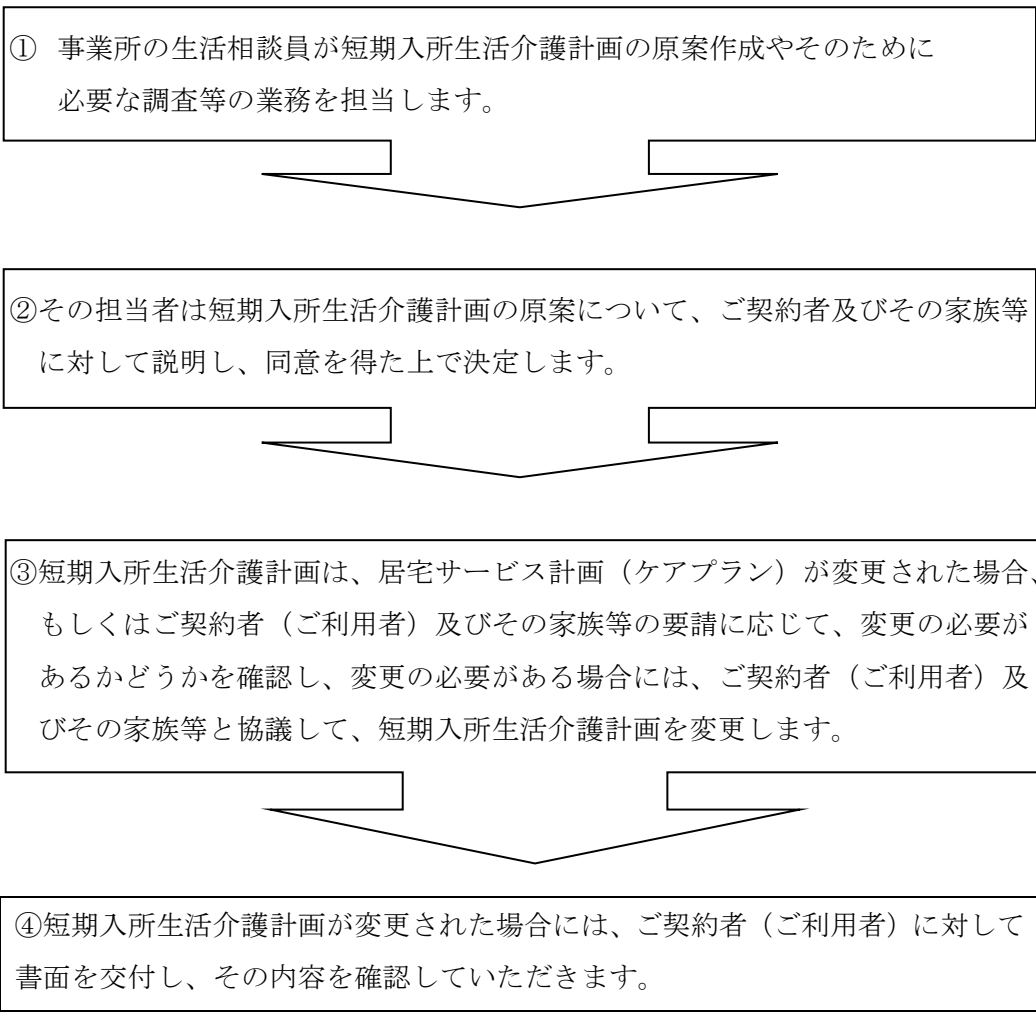 ① 事業所の生活相談員が短期入所生活介護計画の原案作成やそのために
必要な調査等の業務を担当します。
②その担当者は短期入所生活介護計画の原案について、ご契約者及びその家族等
に対して説明し、同意を得た上で決定します。
③短期入所生活介護計画は、居宅サービス計画（ケアプラン）が変更された場合、
もしくはご契約者（ご利用者）及びその家族等の要請に応じて、変更の必要が
あるかどうかを確認し、変更の必要がある場合には、ご契約者（ご利用者）及
びその家族等と協議して、短期入所生活介護計画を変更します。
④短期入所生活介護計画が変更された場合には、ご契約者（ご利用者）に対して
書面を交付し、その内容を確認していただきます。